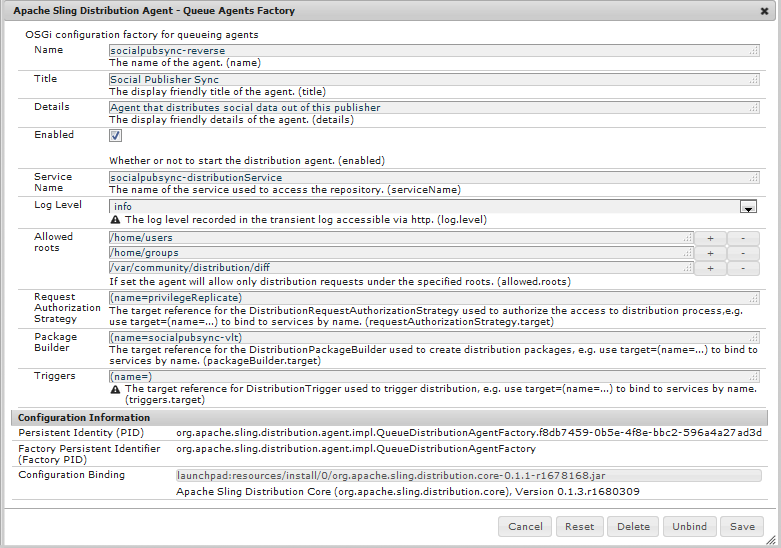 Apache Sling Distribution Agent - Queue Agents Factory
OSGi configuration factory for queueing agents
Name
socialpubsync-reverse
The name of the agent. (name)
Title
Social Publisher Sync
The display friendly title of the agent. (title)
Details
Agent that distributes social data out of this publisher
The display friendly details of the agent. (details)
Enabled
Whether or not to start the distribution agent. (enabled)
Service
Name
socialpubsync-distributionService
The name of the service used to access the repository. (serviceName)
Log Level
info
The log level recorded in the transient log accessible via http. (log.level)
Allowed
roots
/home/users
+ -
/home/groups
+ -
/var/community/distribution/diff
+ -
If set the agent will allow only distribution requests under the specified roots. (allowed.roots)
Request
Authorization
Strategy
(name=privilegeReplicate)
The target reference for the DistributionRequestAuthorizationStrategy used to authorize the access to distribution process,e.g.
use target=(name=...) to bind to services by name. (requestAuthorizationStrategy.target)
Package
Builder
(name=socialpubsync-vlt)
The target reference for the DistributionPackageBuilder used to create distribution packages, e.g. use target=(name=...) to bind to
services by name. (packageBuilder.target)
Triggers
(name=)
The target reference for DistributionTrigger used to trigger distribution, e.g. use target=(name=...) to bind to services by name.
(triggers.target)
Configuration Information
Persistent Identity (PID)
org.apache.sling.distribution.agent.impl.QueueDistributionAgentFactory.f8db7459-0b5e-4f8e-bbc2-596a4a27ad3d
Factory Persistent Identifier
(Factory PID)
org.apache.sling.distribution.agent.impl.QueueDistributionAgentFactory
Configuration Binding
launchpad:resources/install/0/org.apache.sling.distribution.core-0.1.1-r1678168.jar
Apache Sling Distribution Core (org.apache.sling.distribution.core), Version 0.1.3.r1680309
Cancel Reset Delete Unbind Save